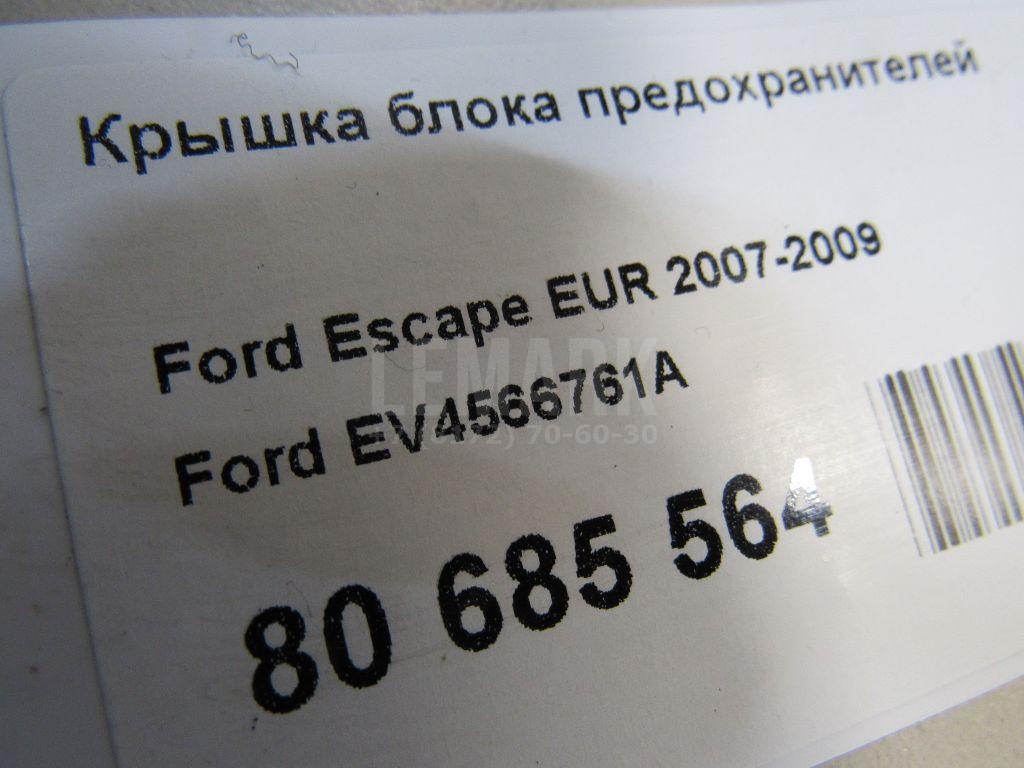 Крышка блока предохранителей
Ford Escape EUR 2007-2009
LEMARK
Ford EV4566761A
70-60-30
80 685 564